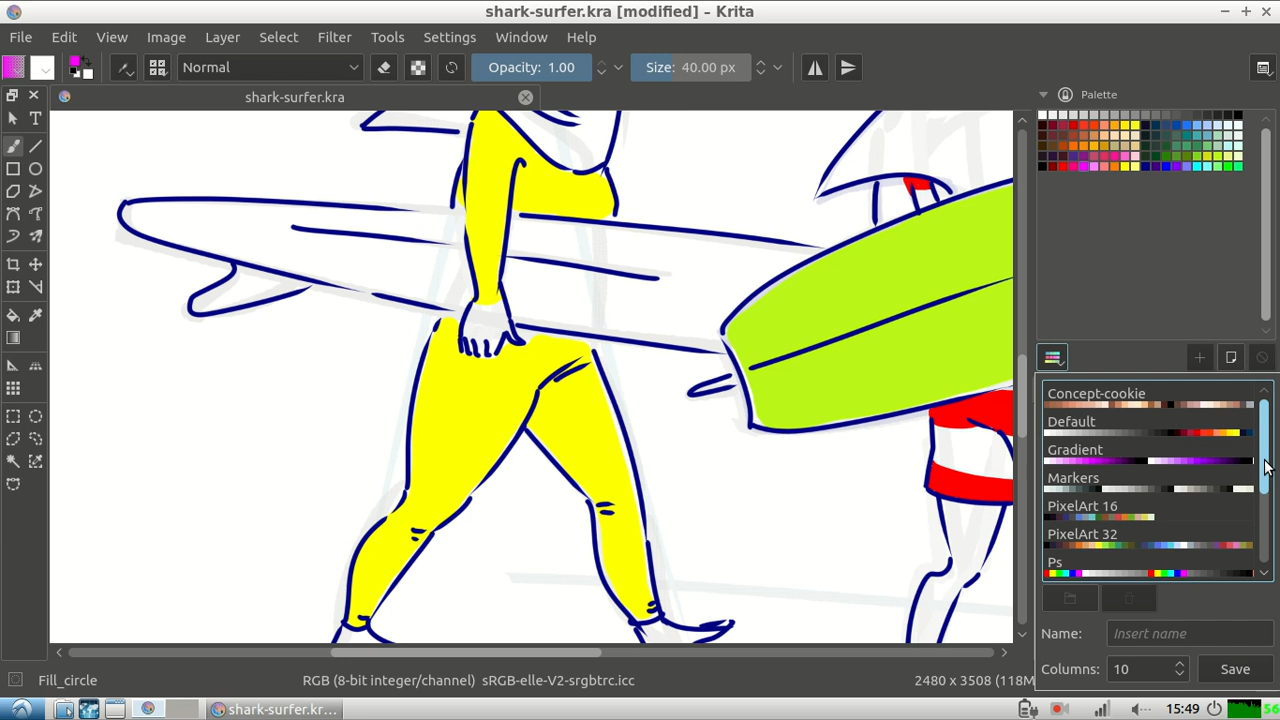 shark-surfer.kra [modified] – Krita
File Edit View Image Layer Select Filter Tools Settings Window Help
Normal Opacity: 1.00 Size: 40.00 px
shark-surfer.kra
Palette
Concept-cookie
Default
Gradient
Markers
PixelArt 16
PixelArt 32
Ps
Name: Insert name
Columns: 10 Save
Fill_circle RGB (8-bit integer/channel) sRGB-elle-V2-srgbtrc.icc 2480 x 3508 (118M
shark-surfer.kr... 15:49 56